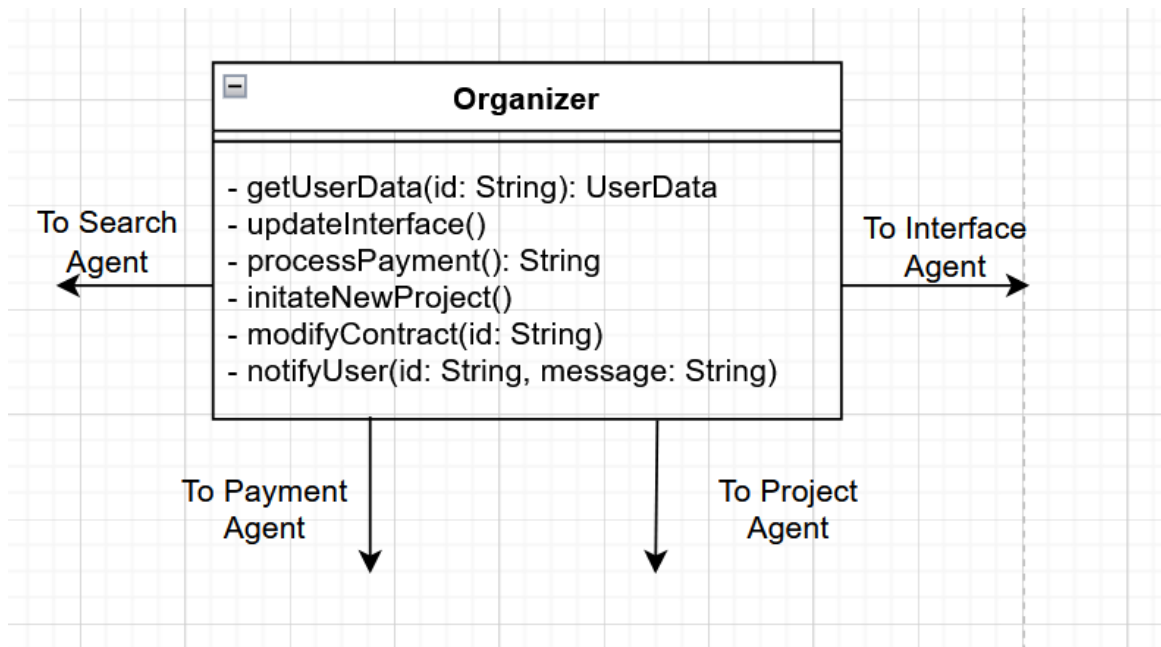 Organizer
- getUserData(id: String): UserData
- updateInterface()
- processPayment(): String
- initateNewProject()
- modifyContract(id: String)
- notifyUser(id: String, message: String)
To Search
Agent
To Interface
Agent
To Payment
Agent
To Project
Agent